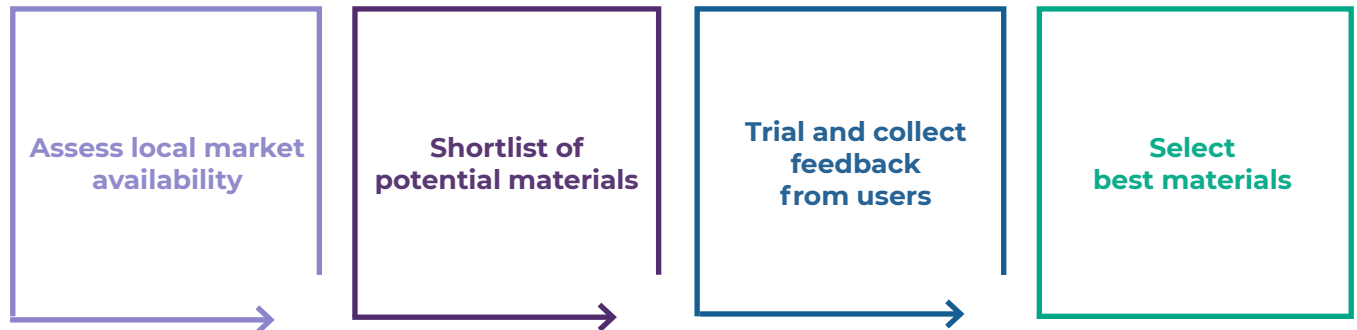 Assess local market
availability
Shortlist of
potential materials
Trial and collect
feedback
from users
Select
best materials